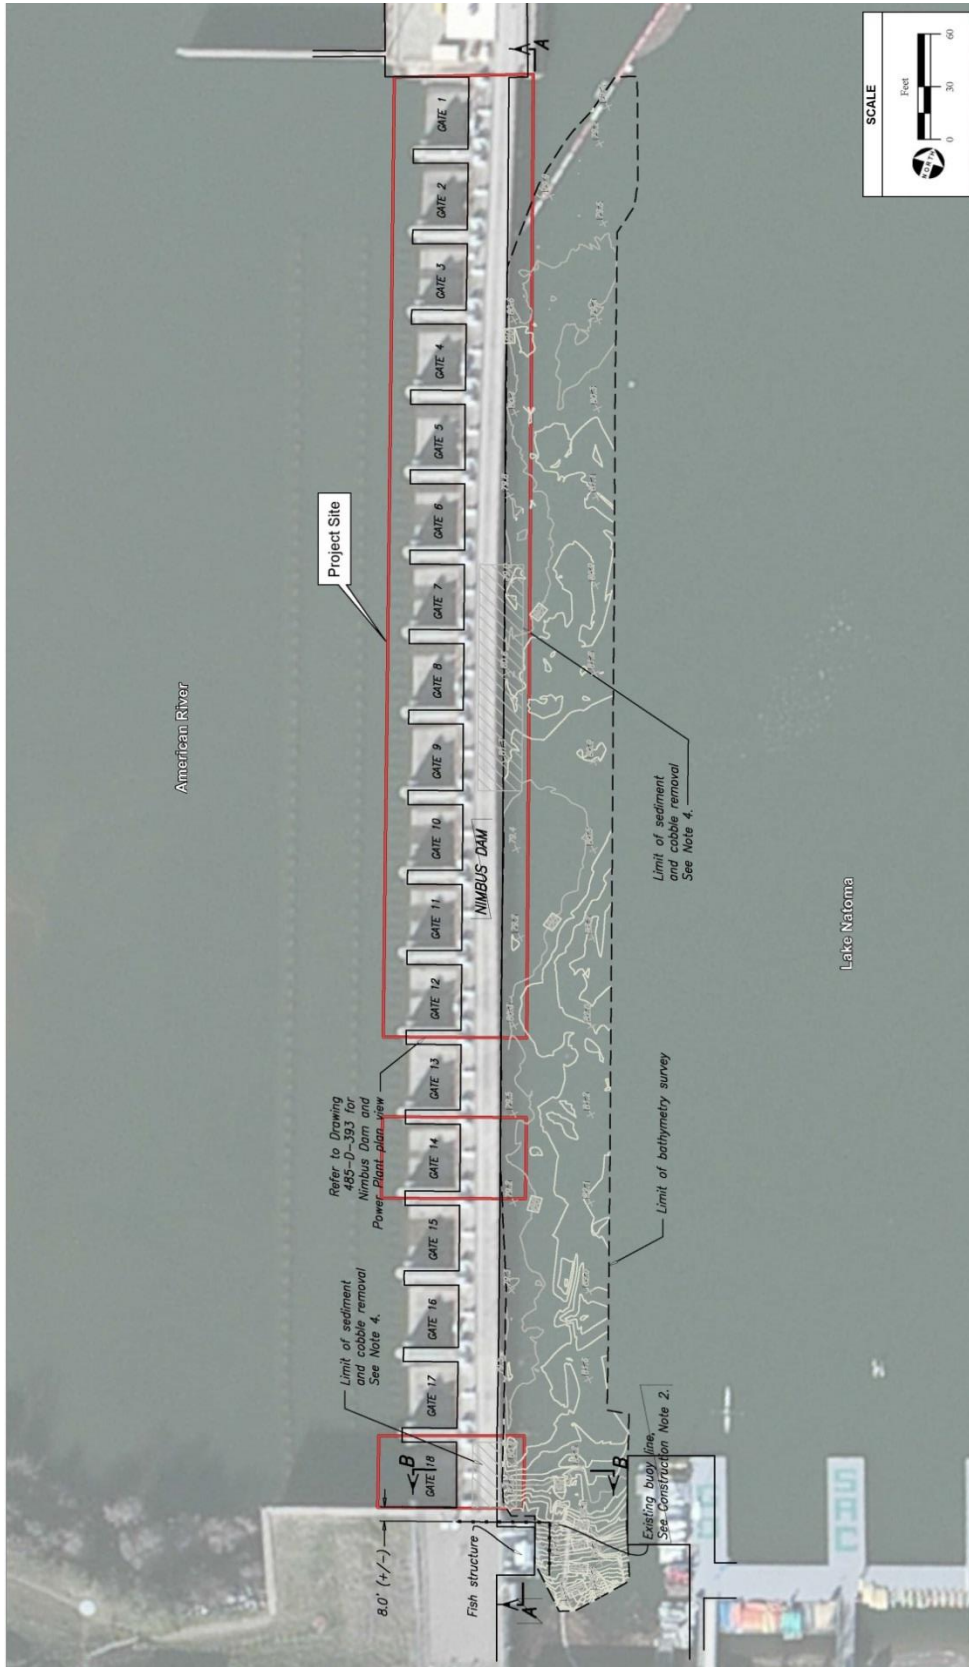 American River
Project Site
GATE 1
GATE 2
GATE 3
GATE 4
GATE 5
GATE 6
GATE 7
GATE 8
GATE 9
GATE 10
GATE 11
GATE 12
GATE 13
GATE 14
GATE 15
GATE 16
GATE 17
GATE 18
NIMBUS DAM
Refer to Drawing
485-D-393 for
Nimbus Dam and
Power Plant plan view
Limit of sediment
and cobble removal
See Note 4.
8.0' (+/-)
Fish structure
A
A
B
B
Existing buoy line,
See Construction Note 2.
Limit of bathymetry survey
Limit of sediment
and cobble removal
See Note 4.
Lake Natoma
SAC
SCALE
NORTH
Feet
0 30 60